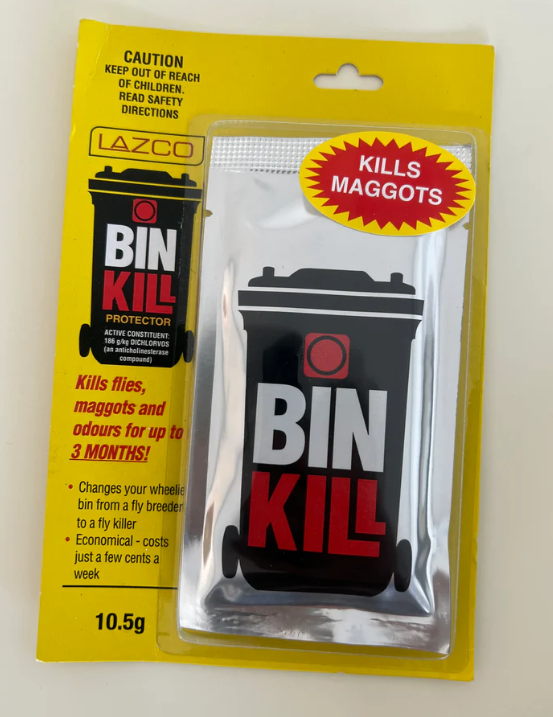 CAUTION
KEEP OUT OF REACH
OF CHILDREN.
READ SAFETY
DIRECTIONS
LAZCO
BIN
KILL
PROTECTOR
ACTIVE CONSTITUENT:
186 g/kg DICHLORVOS
(an anticholinesterase
compound)
Kills flies,
maggots and
odours for up to
3 MONTHS!
• Changes your wheelie
bin from a fly breeder
to a fly killer
• Economical - costs
just a few cents a
week
10.5g
KILLS
MAGGOTS
BIN
KILL